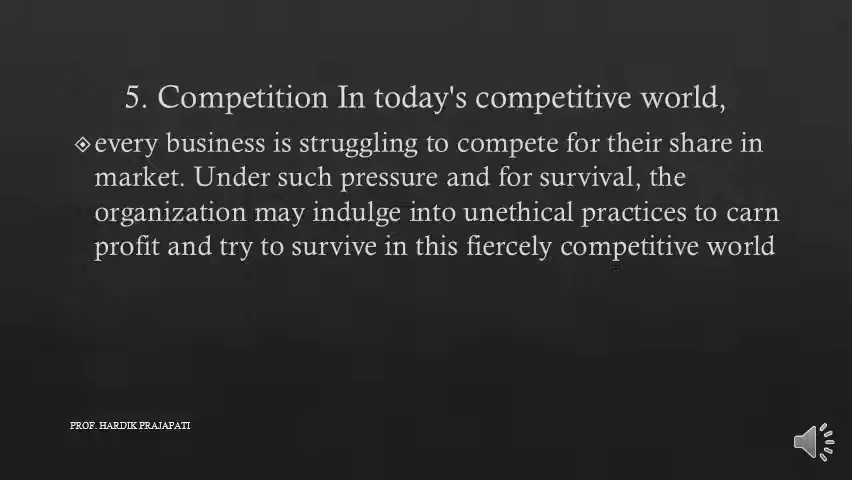 5. Competition In today's competitive world,
every business is struggling to compete for their share in
market. Under such pressure and for survival, the
organization may indulge into unethical practices to carn
profit and try to survive in this fiercely competitive world
PROF. HARDIK PRAJAPATI